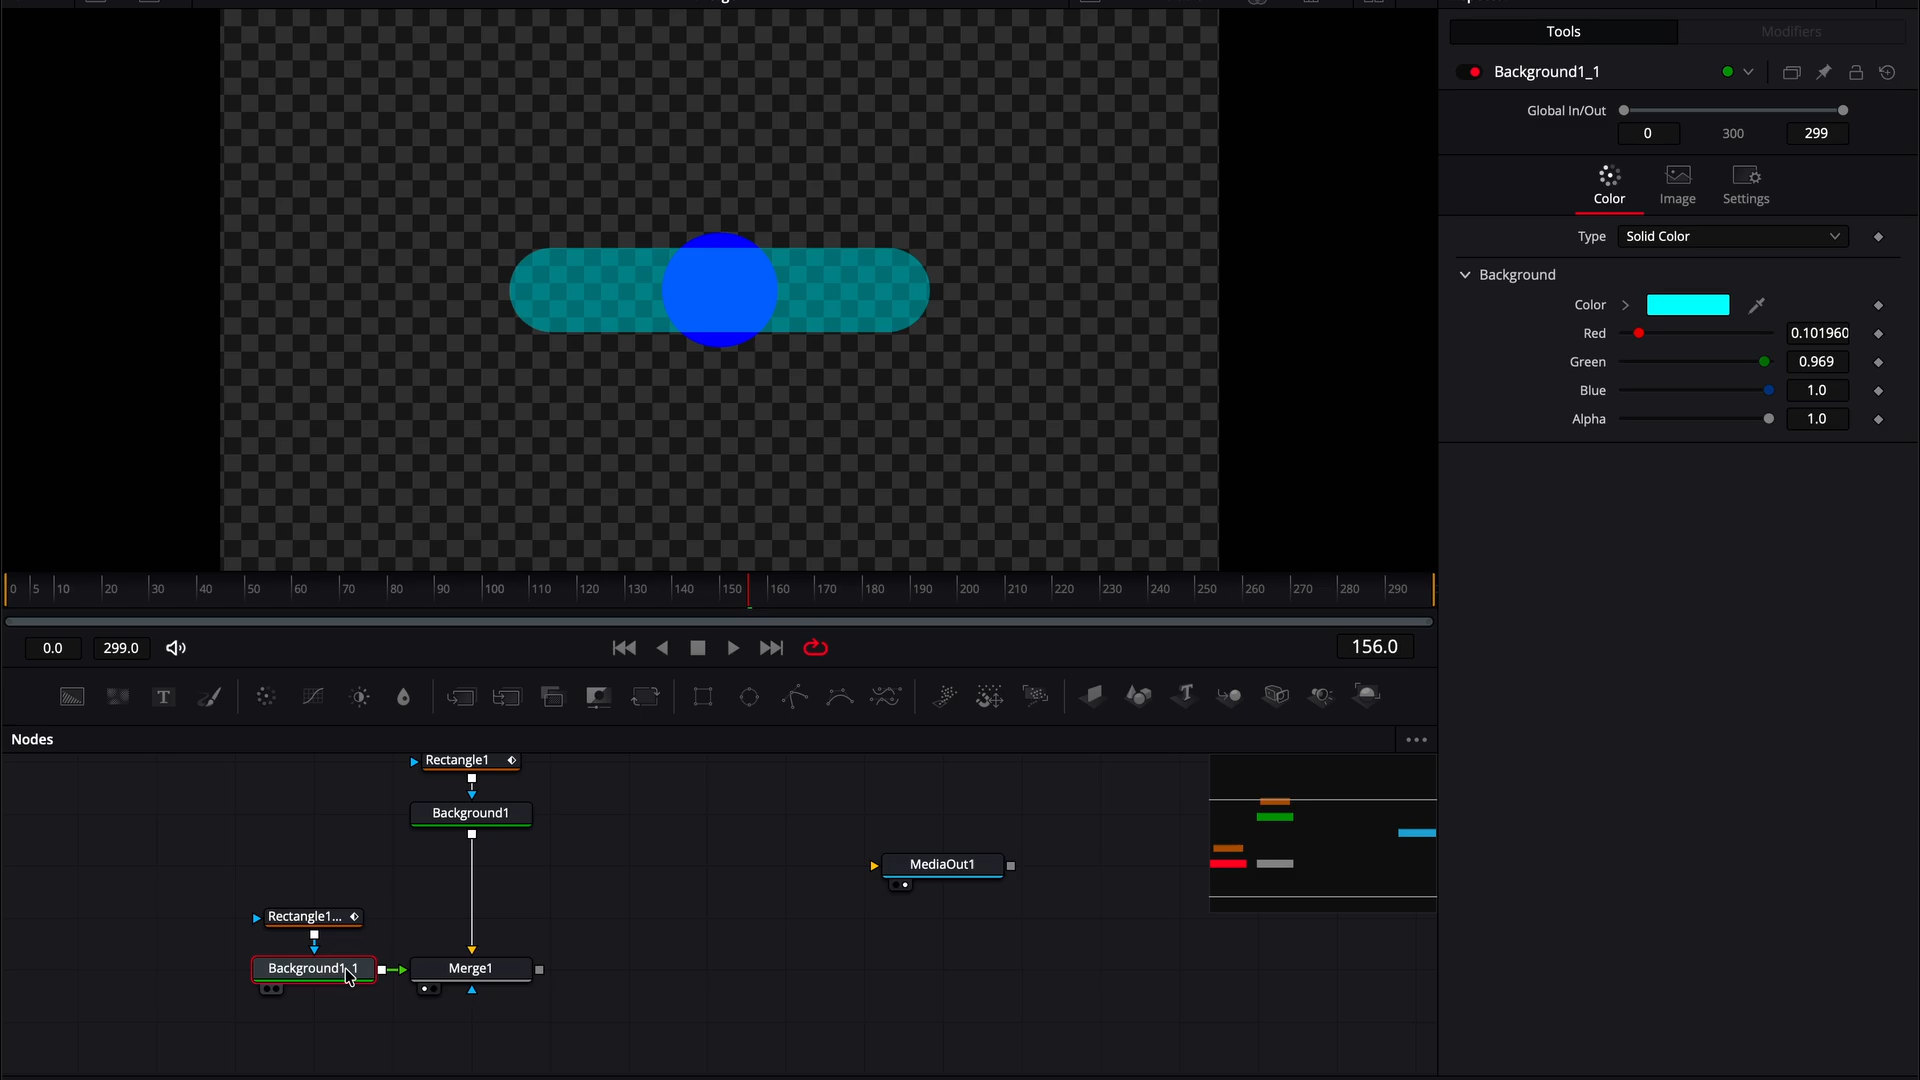 Tools
Modifiers
Background1_1
Global In/Out
0
300
299
Color
Image
Settings
Type
Solid Color
Background
Color
Red
0.101960
Green
0.969
Blue
1.0
Alpha
1.0
0 5 10 20 30 40 50 60 70 80 90 100 110 120 130 140 150 160 170 180 190 200 210 220 230 240 250 260 270 280 290
0.0
299.0
156.0
T
Nodes
Rectangle1
Background1
MediaOut1
Rectangle1...
Background1_1
Merge1